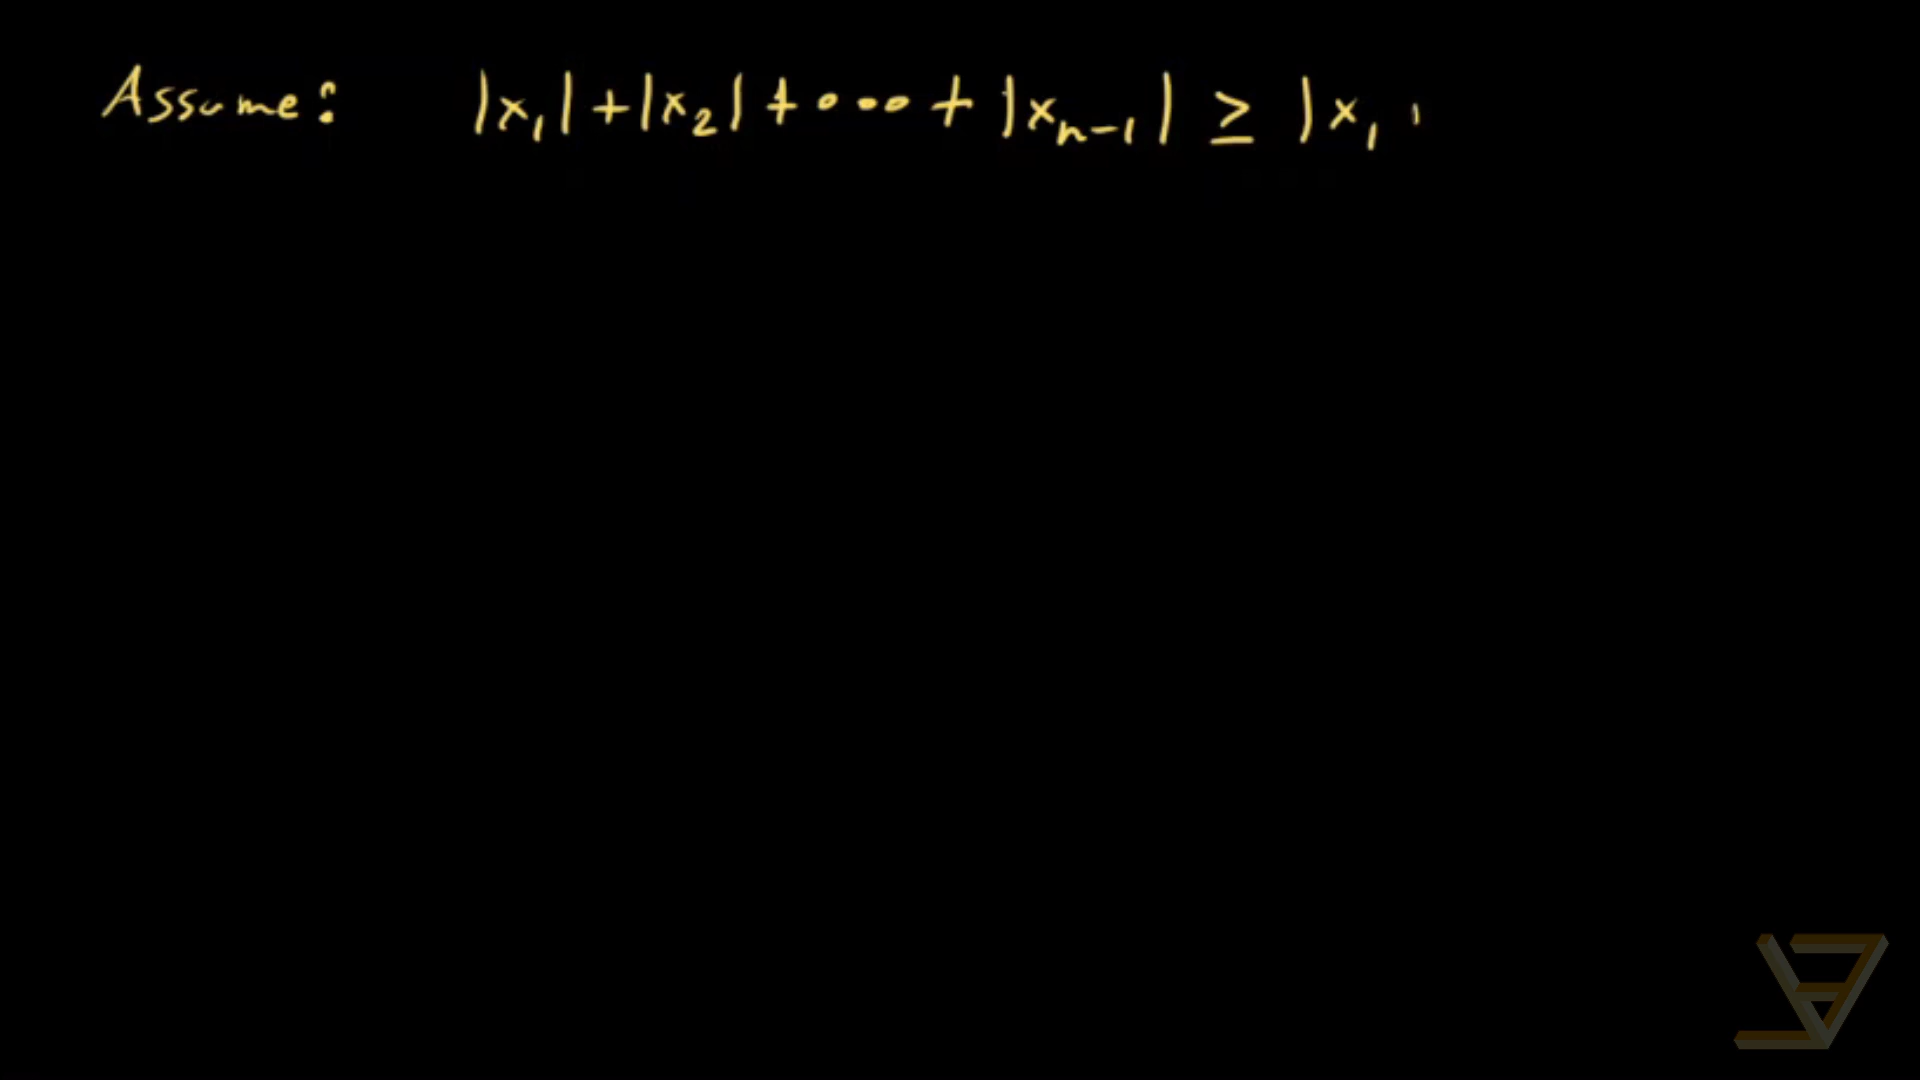 Assume: |x₁| + |x₂| + ··· + |xₙ₋₁| ≥ |x₁